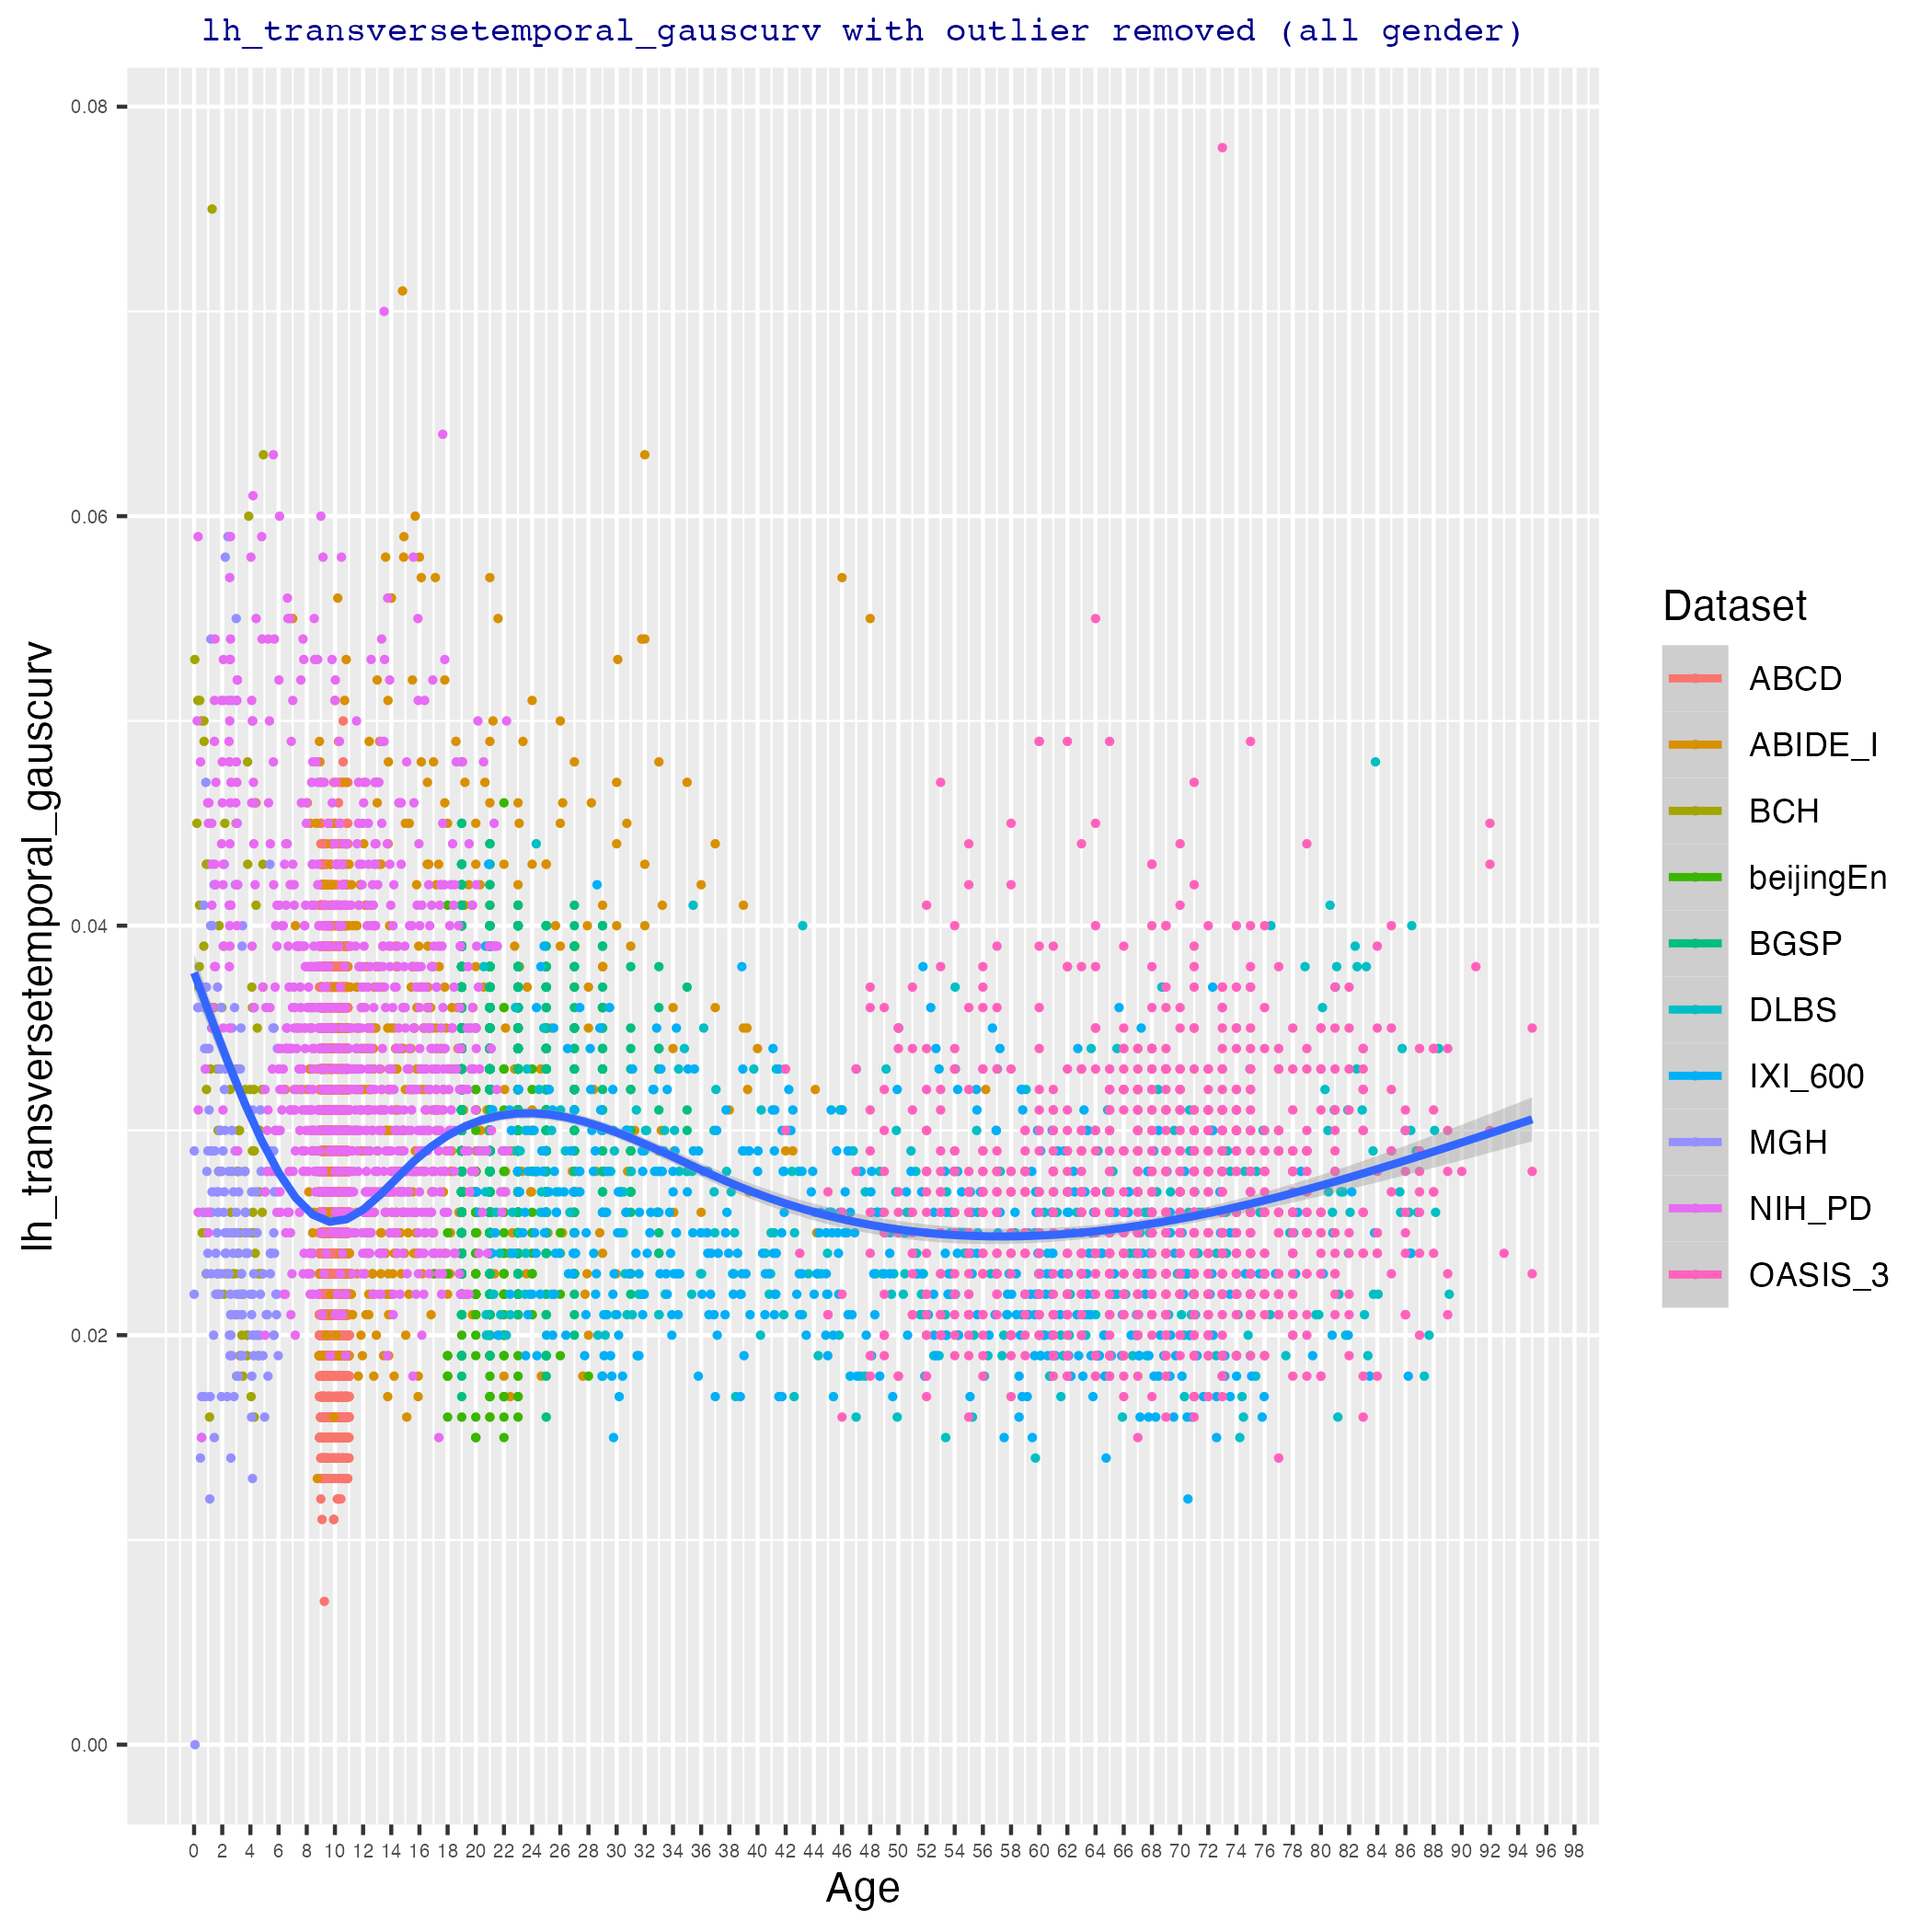 lh_transversetemporal_gauscurv with outlier removed (all gender)
0.08
0.06
0.04
0.02
0.00
lh_transversetemporal_gauscurv
0 2 4 6 8 10 12 14 16 18 20 22 24 26 28 30 32 34 36 38 40 42 44 46 48 50 52 54 56 58 60 62 64 66 68 70 72 74 76 78 80 82 84 86 88 90 92 94 96 98
Age
Dataset
ABCD
ABIDE_I
BCH
beijingEn
BGSP
DLBS
IXI_600
MGH
NIH_PD
OASIS_3